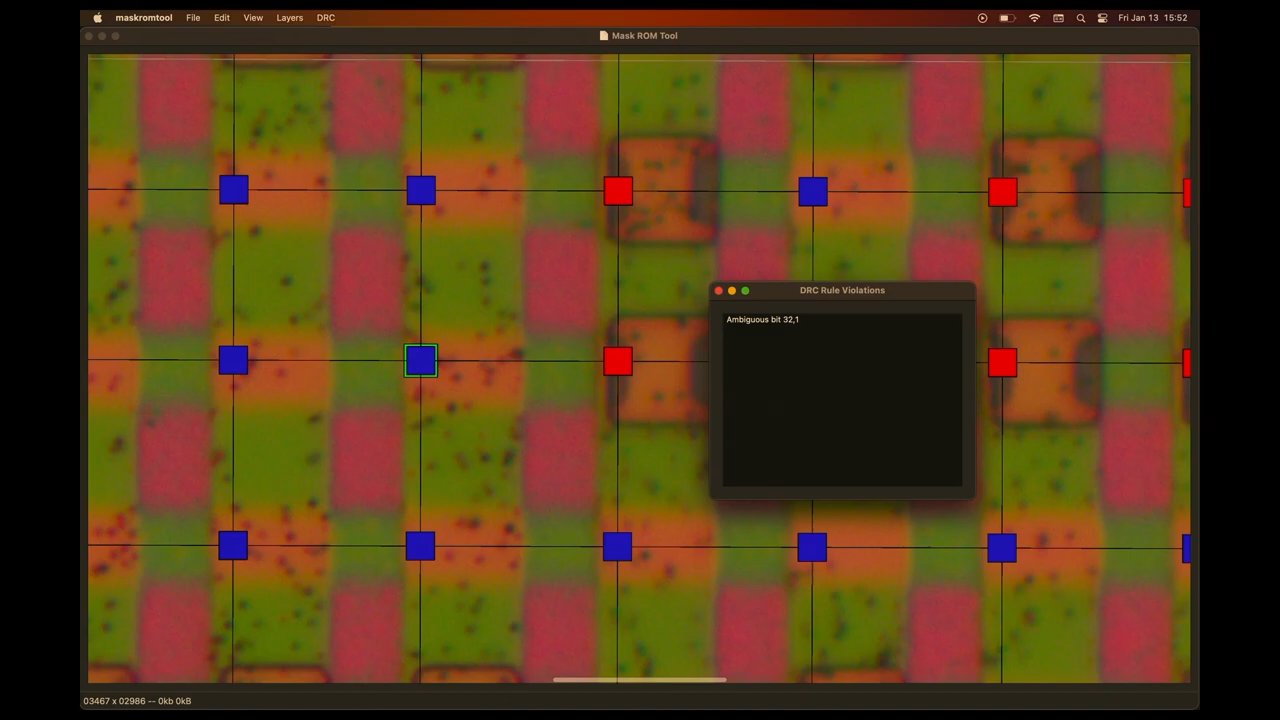 maskromtool File Edit View Layers DRC Fri Jan 13 15:52
Mask ROM Tool
DRC Rule Violations
Ambiguous bit 32,1
03467 x 02986 -- 0kb 0kB